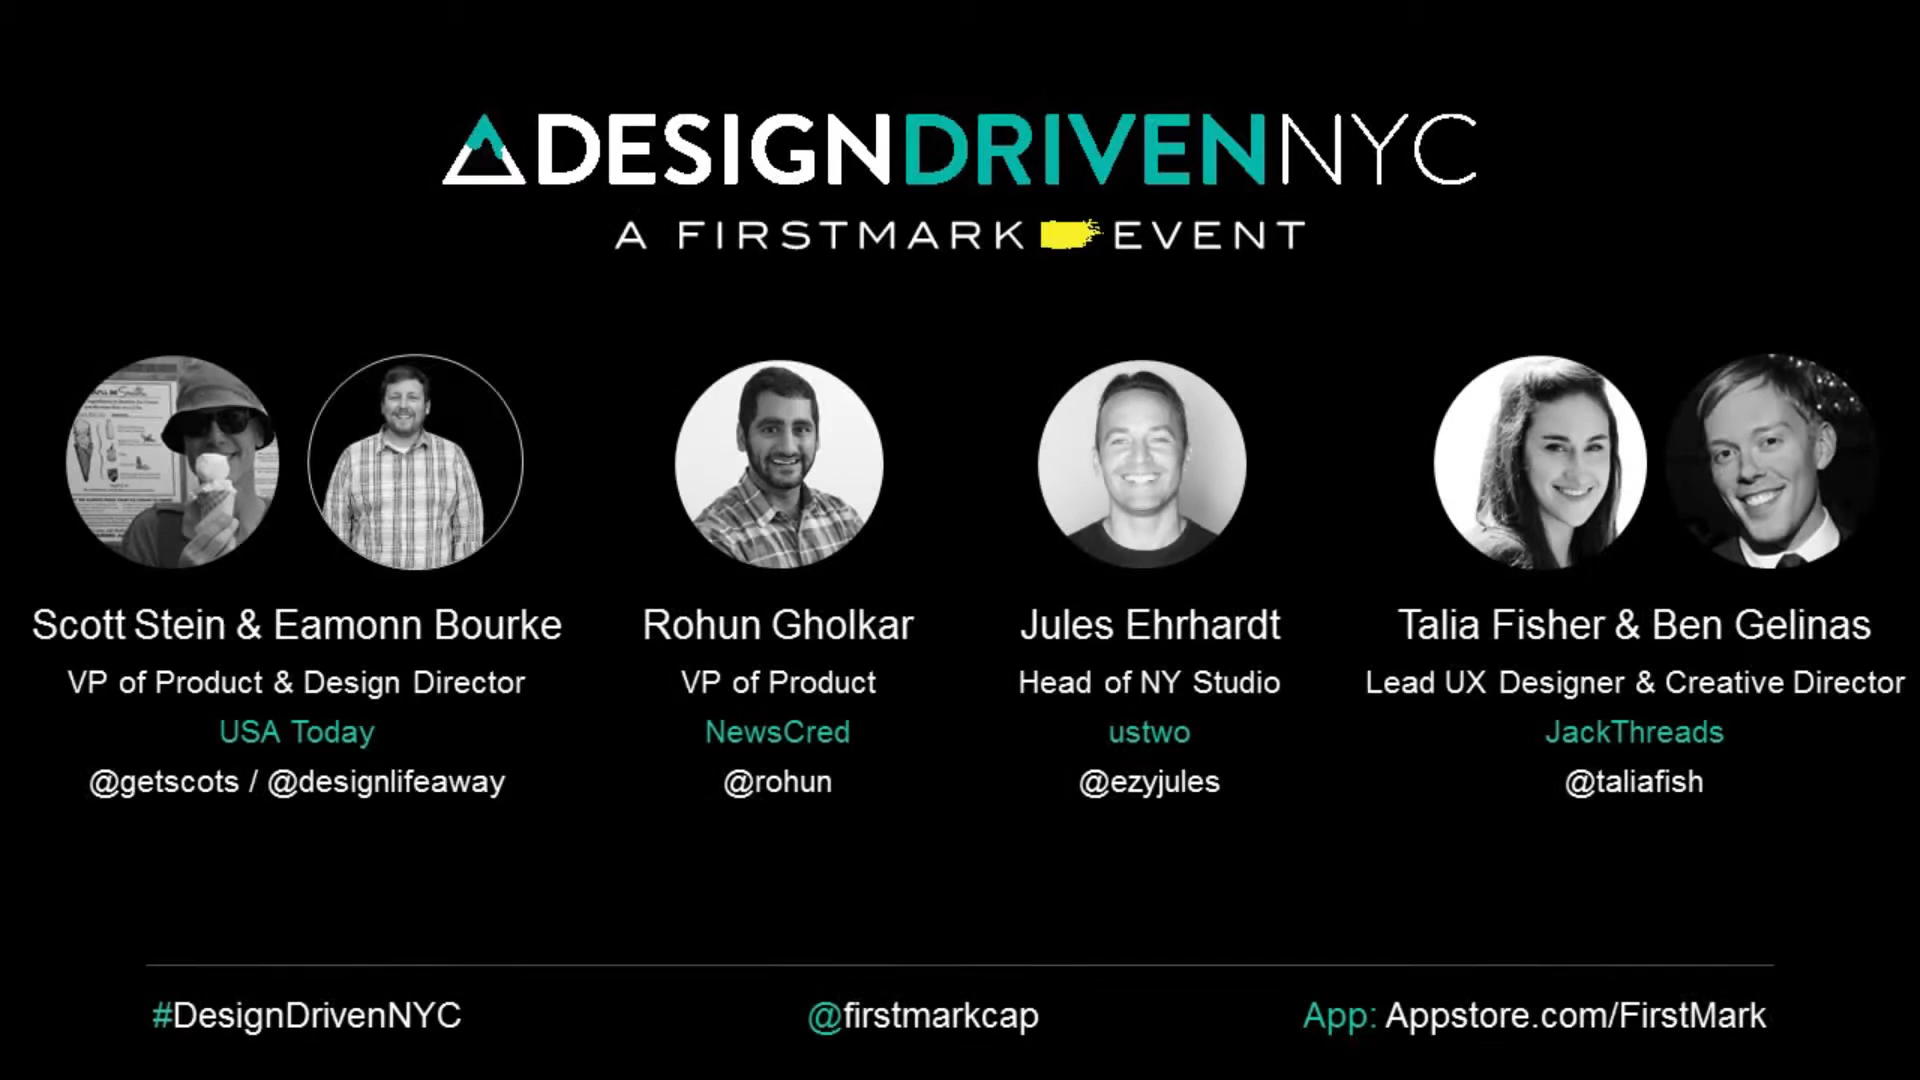 DESIGNDRIVENNYC
A FIRSTMARK EVENT
Scott Stein & Eamonn Bourke
VP of Product & Design Director
USA Today
@getscots / @designlifeaway
Rohun Gholkar
VP of Product
NewsCred
@rohun
Jules Ehrhardt
Head of NY Studio
ustwo
@ezyjules
Talia Fisher & Ben Gelinas
Lead UX Designer & Creative Director
JackThreads
@taliafish
#DesignDrivenNYC
@firstmarkcap
App: Appstore.com/FirstMark